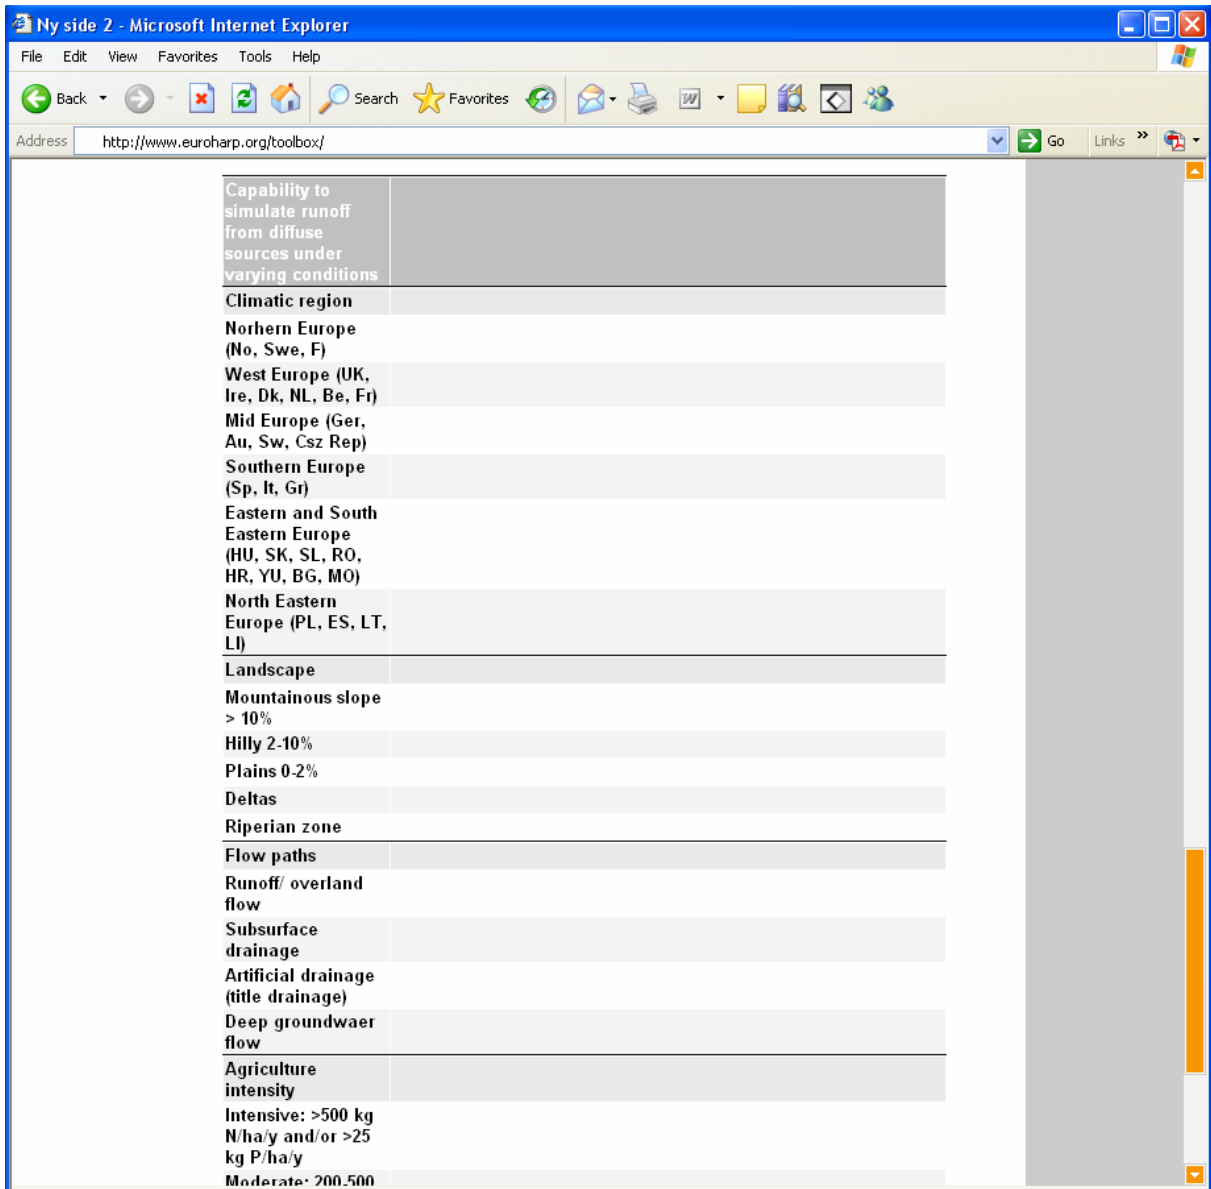 Ny side 2 - Microsoft Internet Explorer
File Edit View Favorites Tools Help
Back Search Favorites
Address http://www.euroharp.org/toolbox/ Go Links »
Capability to
simulate runoff
from diffuse
sources under
varying conditions
Climatic region
Norhern Europe
(No, Swe, F)
West Europe (UK,
Ire, Dk, NL, Be, Fr)
Mid Europe (Ger,
Au, Sw, Csz Rep)
Southern Europe
(Sp, It, Gr)
Eastern and South
Eastern Europe
(HU, SK, SL, RO,
HR, YU, BG, MO)
North Eastern
Europe (PL, ES, LT,
LI)
Landscape
Mountainous slope
> 10%
Hilly 2-10%
Plains 0-2%
Deltas
Riperian zone
Flow paths
Runoff/ overland
flow
Subsurface
drainage
Artificial drainage
(title drainage)
Deep groundwaer
flow
Agriculture
intensity
Intensive: >500 kg
N/ha/y and/or >25
kg P/ha/y
Moderate: 200-500